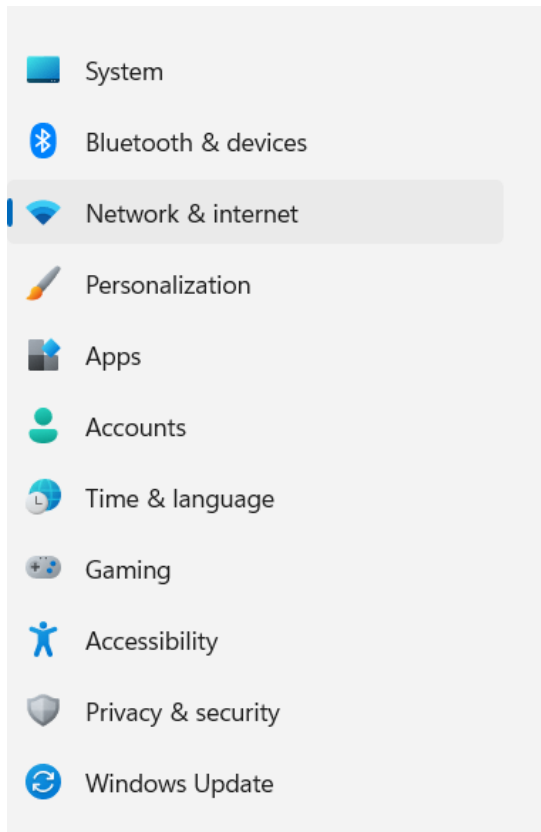 System
Bluetooth & devices
Network & internet
Personalization
Apps
Accounts
Time & language
Gaming
Accessibility
Privacy & security
Windows Update